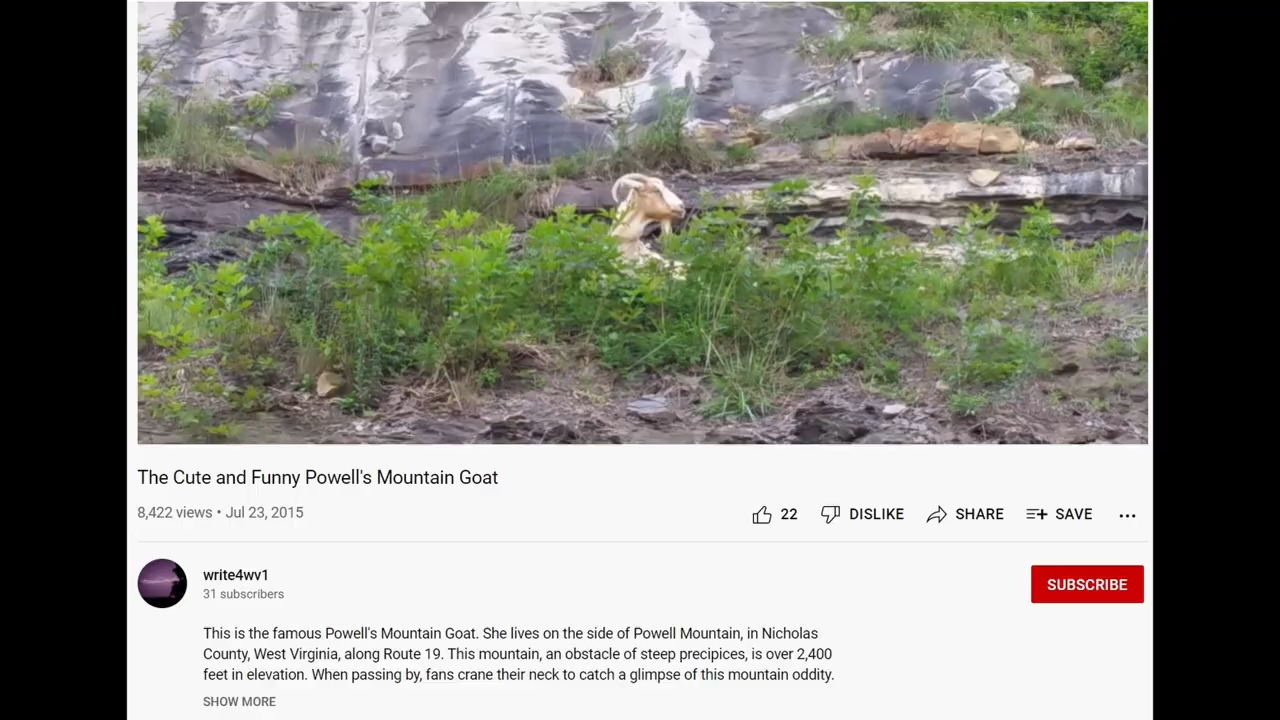 The Cute and Funny Powell's Mountain Goat
8,422 views • Jul 23, 2015
22 DISLIKE SHARE SAVE
write4wv1
31 subscribers
SUBSCRIBE
This is the famous Powell's Mountain Goat. She lives on the side of Powell Mountain, in Nicholas
County, West Virginia, along Route 19. This mountain, an obstacle of steep precipices, is over 2,400
feet in elevation. When passing by, fans crane their neck to catch a glimpse of this mountain oddity.
SHOW MORE